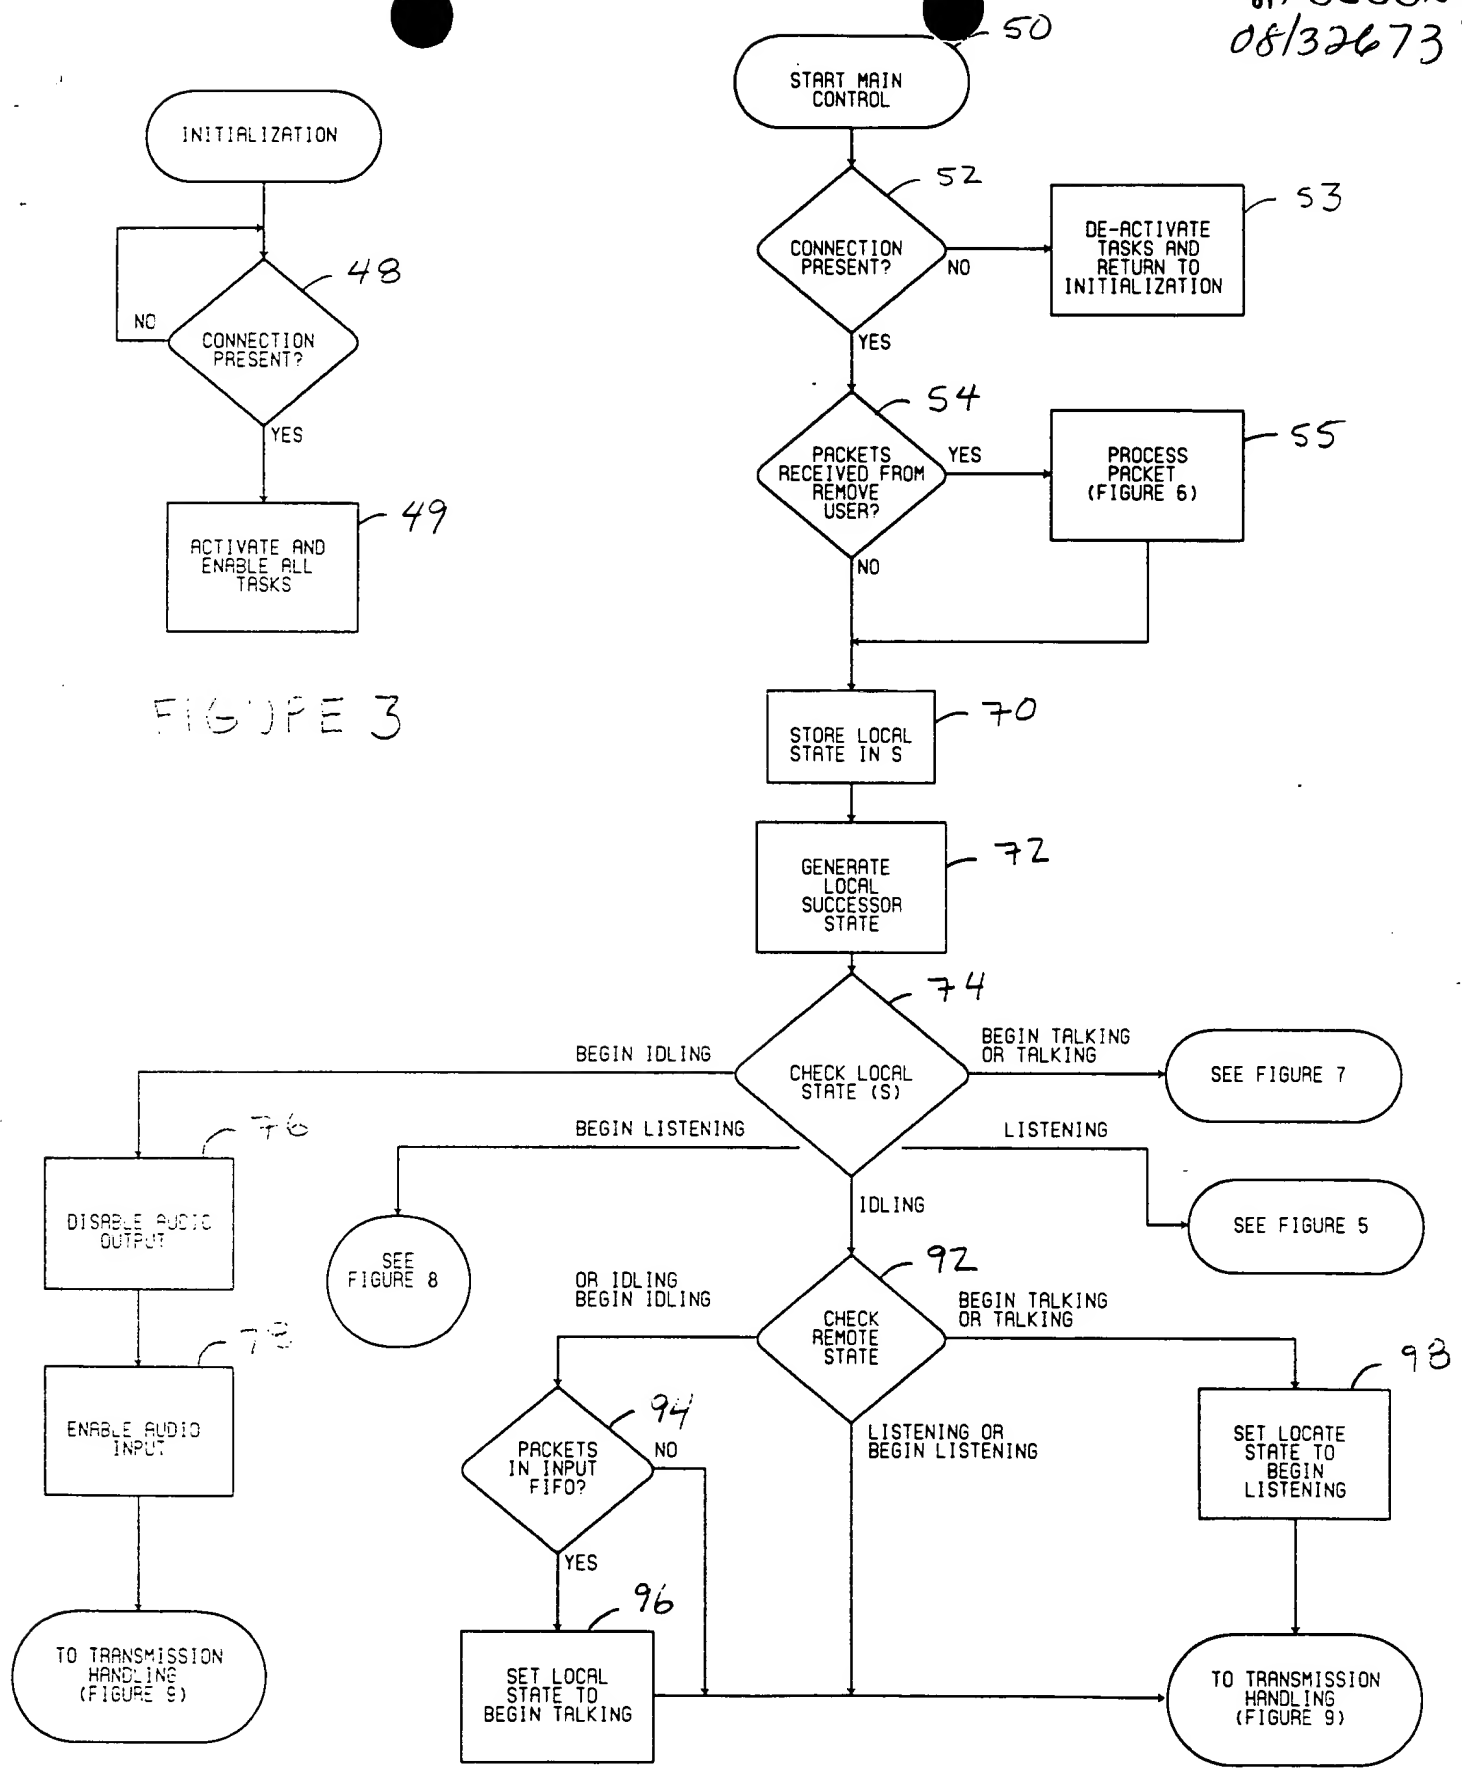 50
08/32673
START MAIN
CONTROL
INITIALIZATION
52
53
CONNECTION
PRESENT?
NO
DE-ACTIVATE
TASKS AND
RETURN TO
INITIALIZATION
48
NO
CONNECTION
PRESENT?
YES
YES
54
55
PACKETS
RECEIVED FROM
REMOVE
USER?
YES
PROCESS
PACKET
(FIGURE 6)
49
ACTIVATE AND
ENABLE ALL
TASKS
NO
FIGURE 3
70
STORE LOCAL
STATE IN S
72
GENERATE
LOCAL
SUCCESSOR
STATE
74
BEGIN IDLING
CHECK LOCAL
STATE (S)
BEGIN TALKING
OR TALKING
SEE FIGURE 7
76
BEGIN LISTENING
LISTENING
DISABLE AUDIO
OUTPUT
IDLING
SEE FIGURE 5
SEE
FIGURE 8
92
OR IDLING
BEGIN IDLING
CHECK
REMOTE
STATE
BEGIN TALKING
OR TALKING
78
ENABLE AUDIO
INPUT
98
94
PACKETS
IN INPUT
FIFO?
NO
LISTENING OR
BEGIN LISTENING
SET LOCATE
STATE TO
BEGIN
LISTENING
YES
96
TO TRANSMISSION
HANDLING
(FIGURE 9)
SET LOCAL
STATE TO
BEGIN TALKING
TO TRANSMISSION
HANDLING
(FIGURE 9)